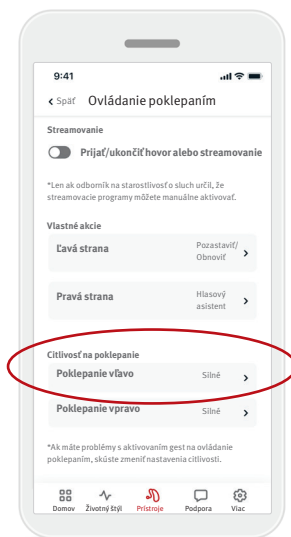 9:41
Späť Ovládanie poklepaním
Streamovanie
Prijať/ukončiť hovor alebo streamovanie
*Len ak odborník na starostlivosť o sluch určil, že
streamovacie programy môžete manuálne aktivovať.
Vlastné akcie
Ľavá strana
Pozastaviť/
Obnoviť
Pravá strana
Hlasový
asistent
Citlivosť na poklepanie
Poklepanie vľavo Silné
Poklepanie vpravo Silné
*Ak máte problémy s aktivovaním gest na ovládanie
poklepaním, skúste zmeniť nastavenia citlivosti.
Domov Životný štýl Prístroje Podpora Viac